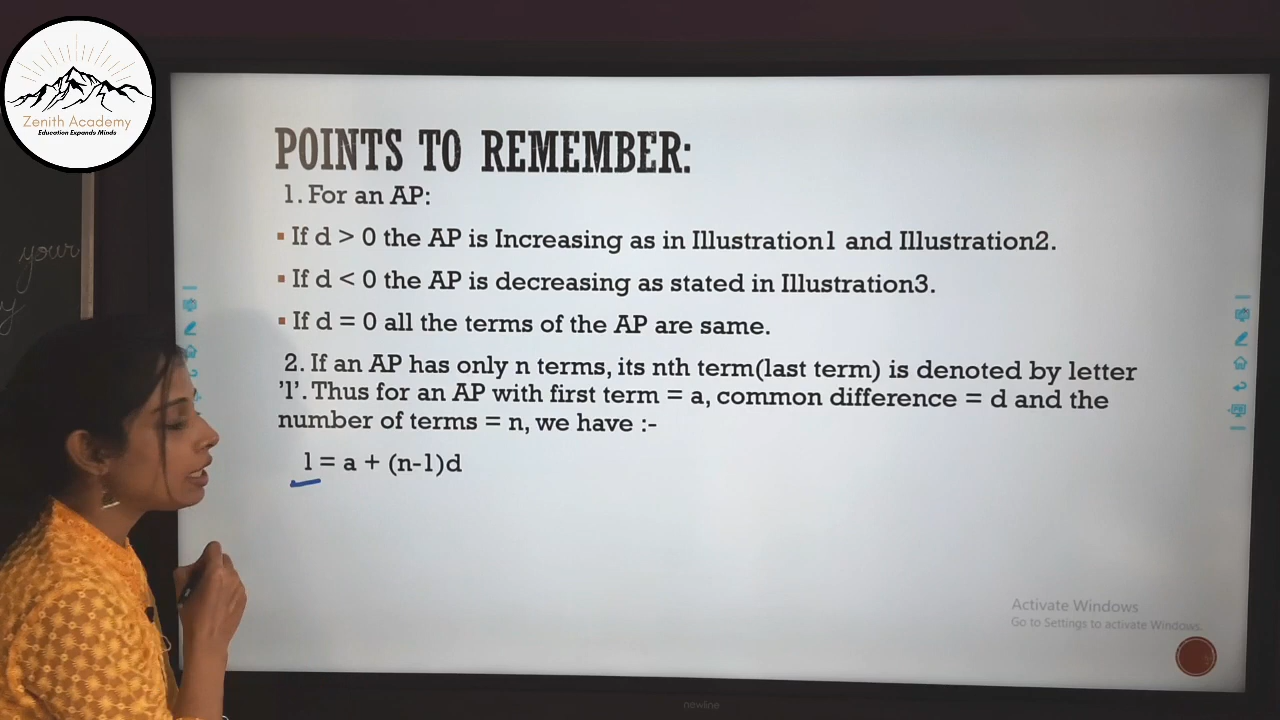 Zenith Academy
Education Expands Minds
your
y
POINTS TO REMEMBER:
1. For an AP:
▪ If d > 0 the AP is Increasing as in Illustration1 and Illustration2.
▪ If d < 0 the AP is decreasing as stated in Illustration3.
▪ If d = 0 all the terms of the AP are same.
2. If an AP has only n terms, its nth term(last term) is denoted by letter
'l'. Thus for an AP with first term = a, common difference = d and the
number of terms = n, we have :-
l = a + (n-1)d
Activate Windows
Go to Settings to activate Windows.
newline